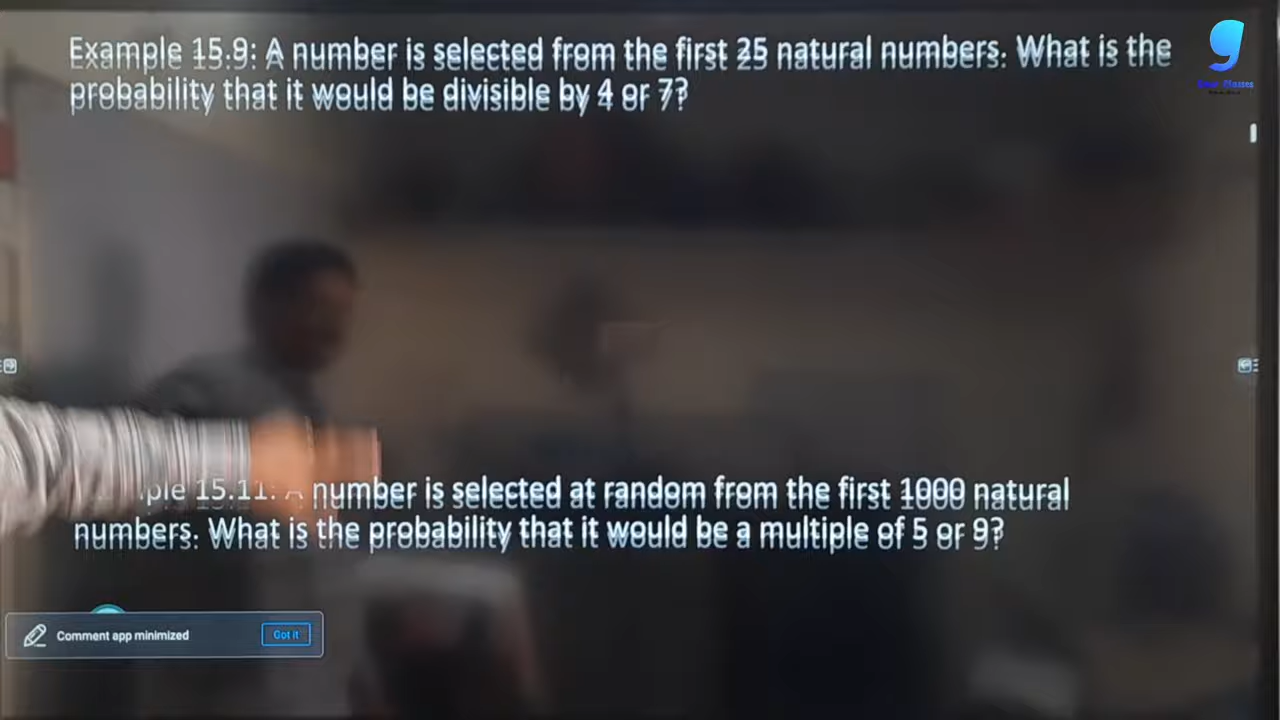 Example 15.9: A number is selected from the first 25 natural numbers. What is the
probability that it would be divisible by 4 or 7?
15.11: A number is selected at random from the first 1000 natural
numbers. What is the probability that it would be a multiple of 5 or 9?
Comment app minimized
Got it